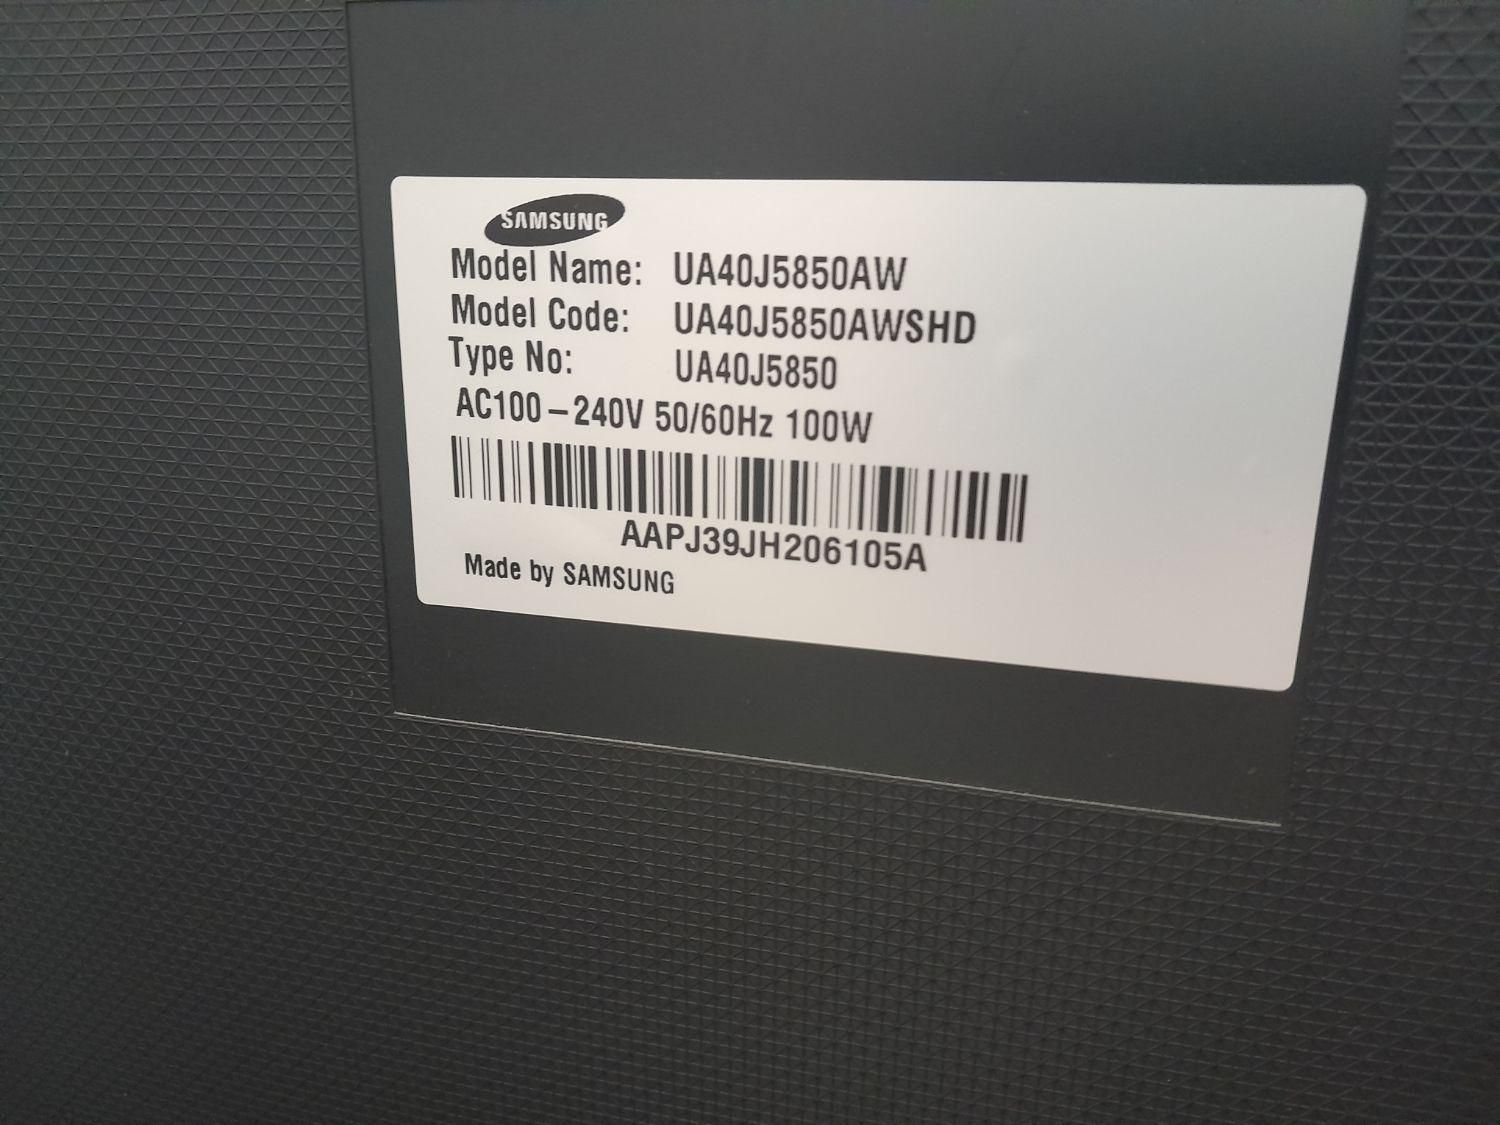 SAMSUNG
Model Name: UA40J5850AW
Model Code: UA40J5850AWSHD
Type No: UA40J5850
AC100-240V 50/60Hz 100W
AAPJ39JH206105A
Made by SAMSUNG